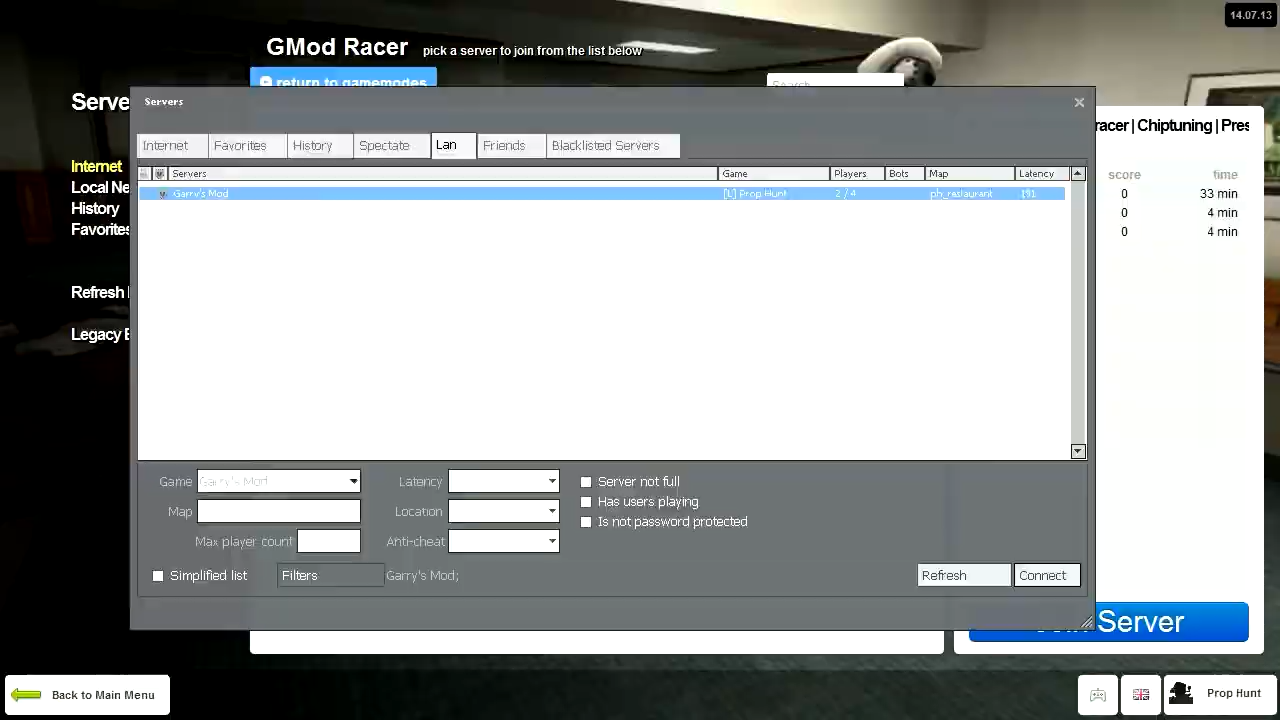 14.07.13
GMod Racer pick a server to join from the list below
return to gamemodes
Search
Serve
Servers
racer | Chiptuning | Pres
Internet Favorites History Spectate Lan Friends Blacklisted Servers
Internet
Local Ne
History
Favorites
Refresh
Legacy E
Servers Game Players Bots Map Latency
Garry's Mod [L] Prop Hunt 2 / 4 ph_restaurant 191
score time
0 33 min
0 4 min
0 4 min
Game Garry's Mod Latency Server not full
Map Location Has users playing
Is not password protected
Max player count Anti-cheat
Simplified list Filters Garry's Mod; Refresh Connect
Server
Back to Main Menu
Prop Hunt